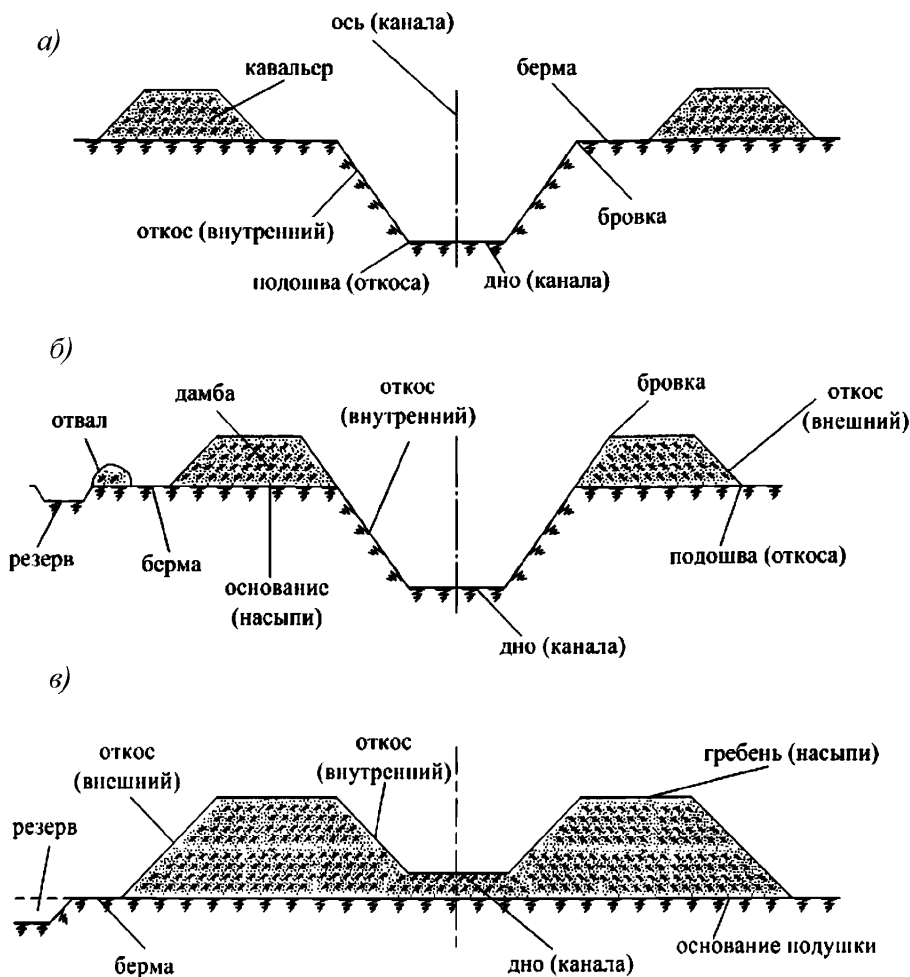 а)
ось (канала)
кавальер
берма
откос (внутренний)
бровка
подошва (откоса)
дно (канала)
б)
дамба
откос
(внутренний)
бровка
откос
(внешний)
отвал
резерв
берма
основание
(насыпи)
подошва (откоса)
дно (канала)
в)
откос
(внешний)
откос
(внутренний)
гребень (насыпи)
резерв
берма
дно (канала)
основание подушки